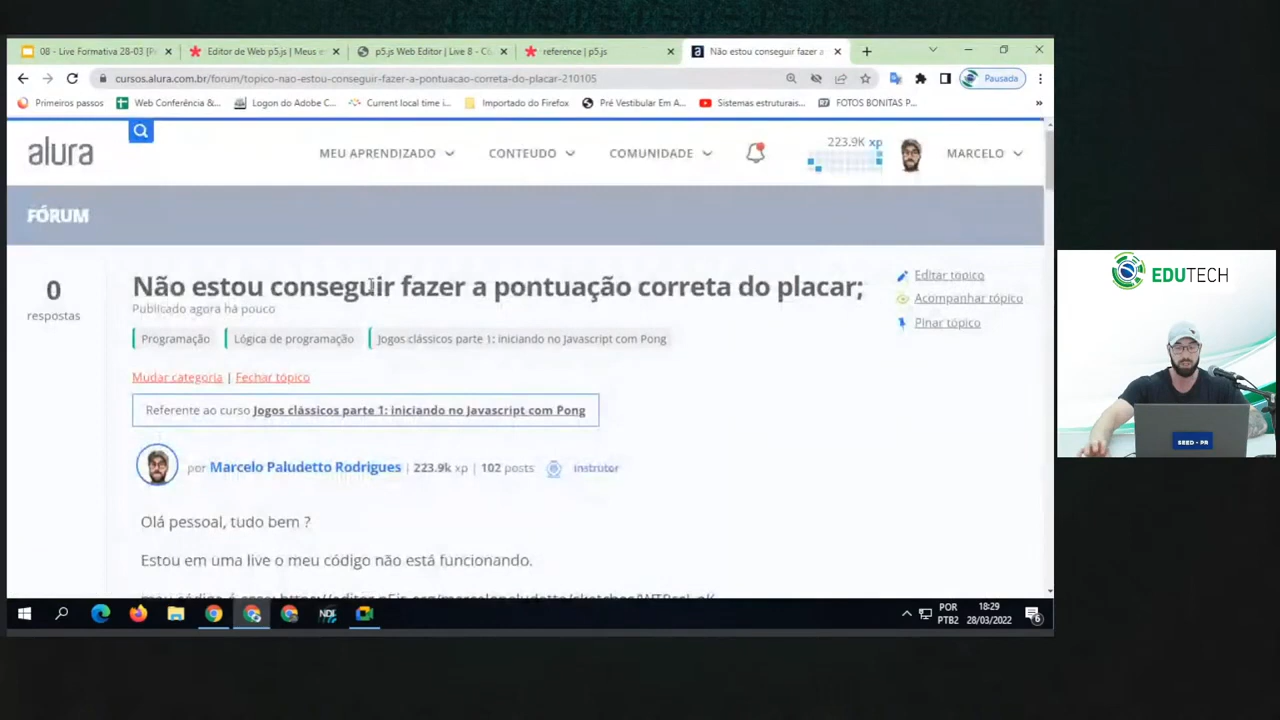 08 - Live Formativa 28-03 [P
Editor de Web p5.js | Meus e
p5.js Web Editor | Live 8 - C
reference | p5.js
Não estou conseguir fazer a
cursos.alura.com.br/forum/topico-nao-estou-conseguir-fazer-a-pontuacao-correta-do-placar-210105
Pausada
Primeiros passos
Web Conferência &...
Logon do Adobe C...
Current local time i...
Importado do Firefox
Pré Vestibular Em A...
Sistemas estruturais...
FOTOS BONITAS P...
»
alura
MEU APRENDIZADO
CONTEUDO
COMUNIDADE
223.9K xp
MARCELO
FÓRUM
0
respostas
Não estou conseguir fazer a pontuação correta do placar;
Publicado agora há pouco
Programação
Lógica de programação
Jogos clássicos parte 1: iniciando no Javascript com Pong
Mudar categoria | Fechar tópico
Editar tópico
Acompanhar tópico
Pinar tópico
Referente ao curso Jogos clássicos parte 1: iniciando no Javascript com Pong
por Marcelo Paludetto Rodrigues | 223.9k xp | 102 posts
instrutor
Olá pessoal, tudo bem ?
Estou em uma live o meu código não está funcionando.
POR
PTB2
18:29
28/03/2022
6
EDUTECH
SEED - PR